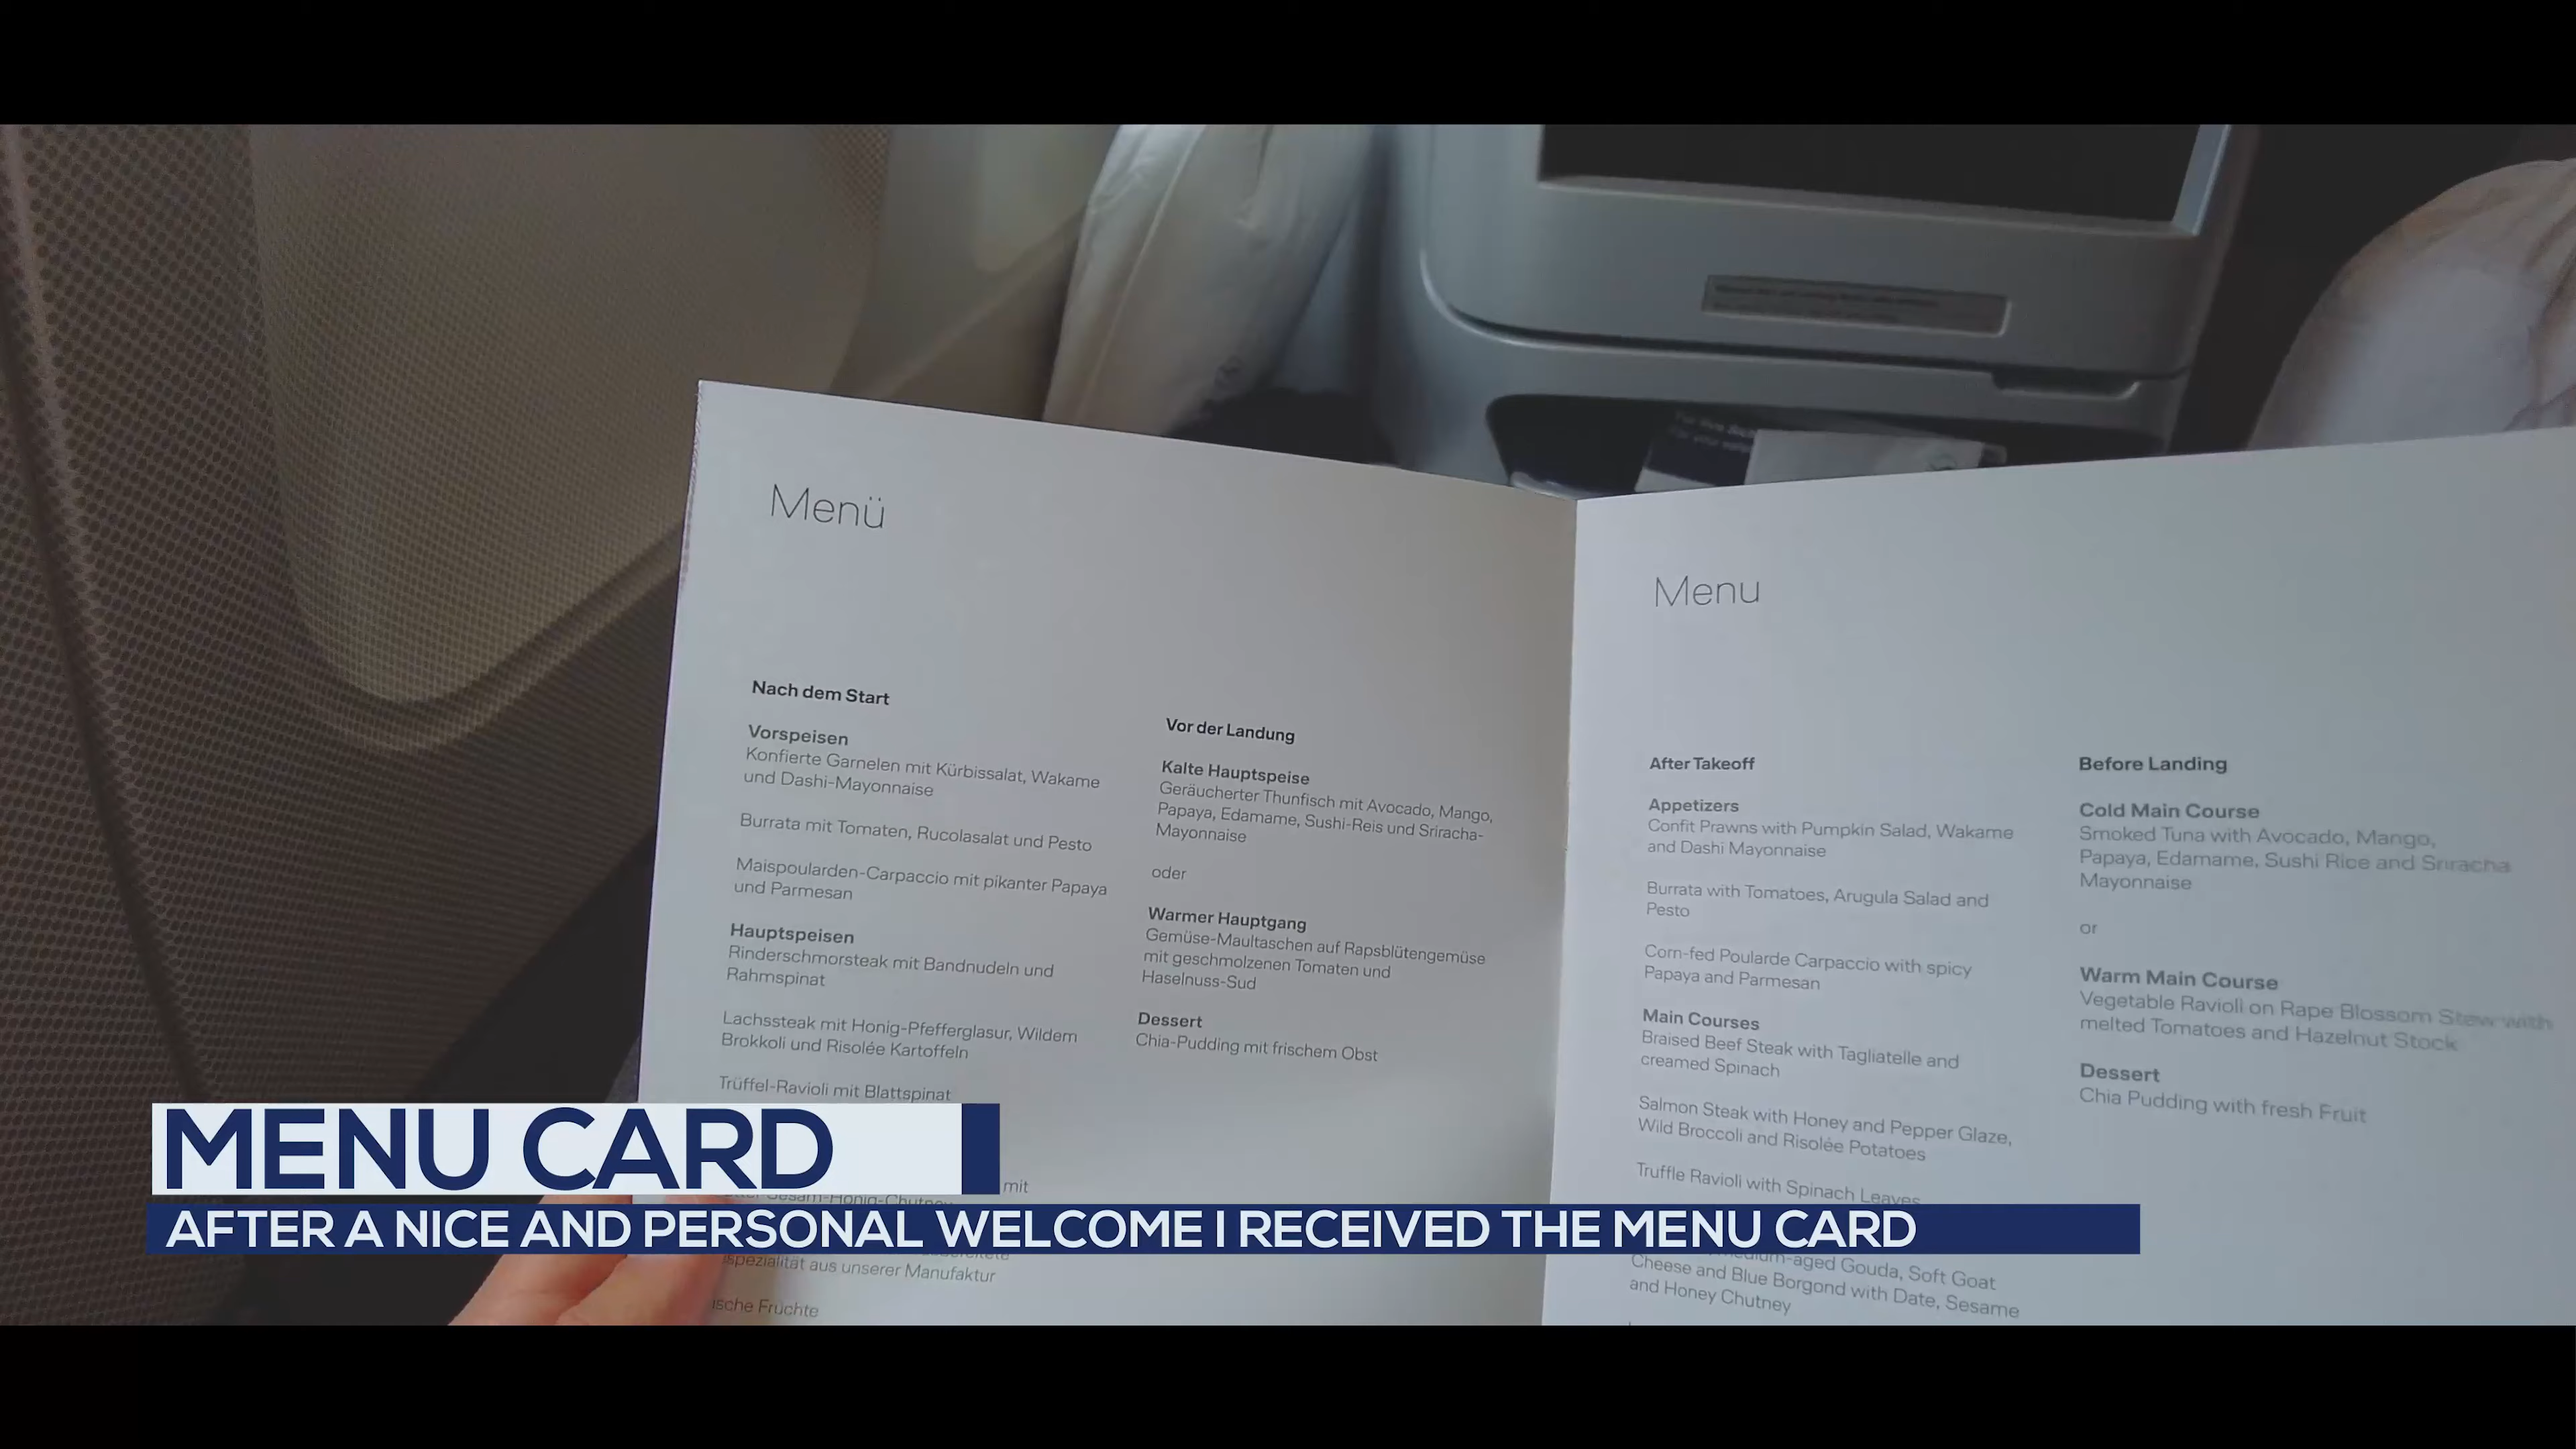 Menü
Nach dem Start
Vorspeisen
Konfierte Garnelen mit Kürbissalat, Wakame
und Dashi-Mayonnaise
Burrata mit Tomaten, Rucolasalat und Pesto
Maispoularden-Carpaccio mit pikanter Papaya
und Parmesan
Hauptspeisen
Rinderschmorsteak mit Bandnudeln und
Rahmspinat
Lachssteak mit Honig-Pfefferglasur, Wildem
Brokkoli und Risolée Kartoffeln
Trüffel-Ravioli mit Blattspinat
mit
Sesam-Honig-Chutney
spezialität aus unserer Manufaktur
ische Früchte
Vor der Landung
Kalte Hauptspeise
Geräucherter Thunfisch mit Avocado, Mango,
Papaya, Edamame, Sushi-Reis und Sriracha-
Mayonnaise
oder
Warmer Hauptgang
Gemüse-Maultaschen auf Rapsblütengemüse
mit geschmolzenen Tomaten und
Haselnuss-Sud
Dessert
Chia-Pudding mit frischem Obst
Menu
After Takeoff
Appetizers
Confit Prawns with Pumpkin Salad, Wakame
and Dashi Mayonnaise
Burrata with Tomatoes, Arugula Salad and
Pesto
Corn-fed Poularde Carpaccio with spicy
Papaya and Parmesan
Main Courses
Braised Beef Steak with Tagliatelle and
creamed Spinach
Salmon Steak with Honey and Pepper Glaze,
Wild Broccoli and Risolée Potatoes
Truffle Ravioli with Spinach Leaves
medium-aged Gouda, Soft Goat
Cheese and Blue Borgond with Date, Sesame
and Honey Chutney
Before Landing
Cold Main Course
Smoked Tuna with Avocado, Mango,
Papaya, Edamame, Sushi Rice and Sriracha
Mayonnaise
or
Warm Main Course
Vegetable Ravioli on Rape Blossom Stew with
melted Tomatoes and Hazelnut Stock
Dessert
Chia Pudding with fresh Fruit
MENU CARD
AFTER A NICE AND PERSONAL WELCOME I RECEIVED THE MENU CARD